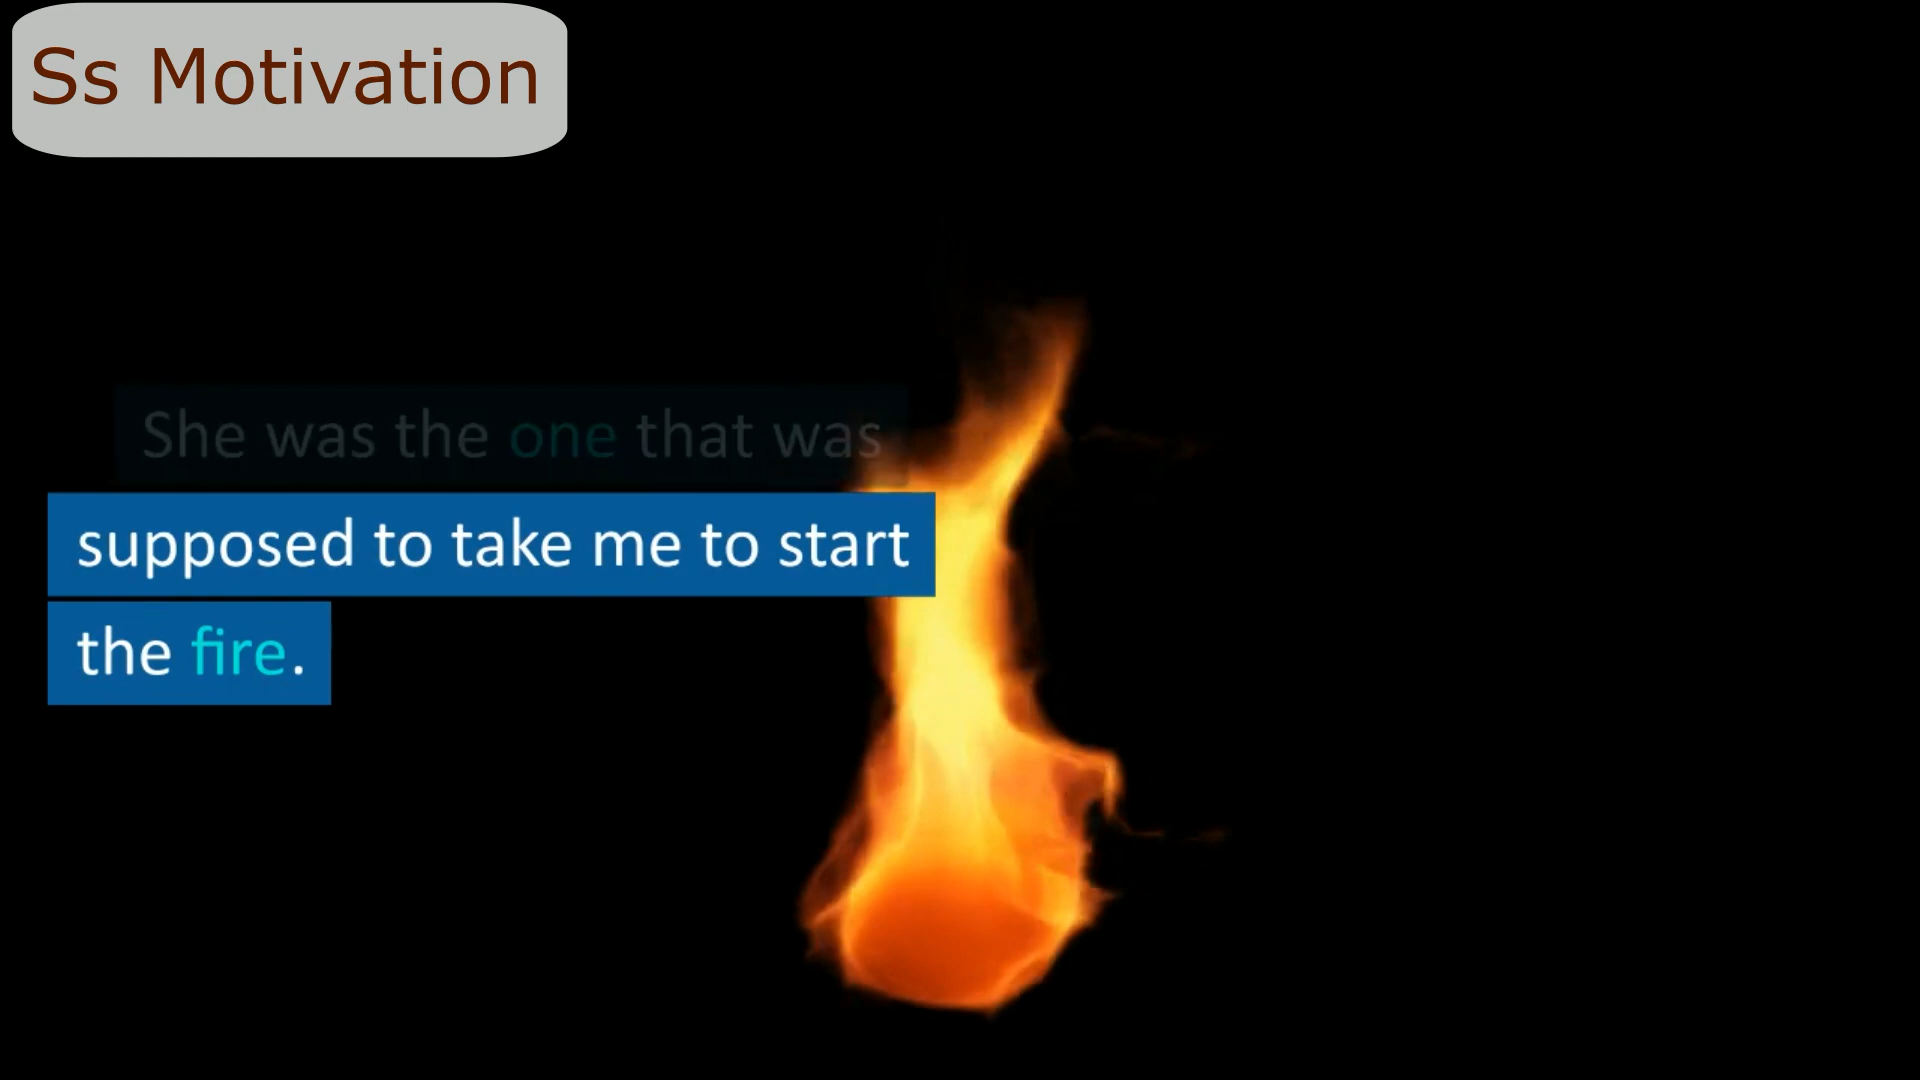 Ss Motivation
She was the one that was
supposed to take me to start
the fire.